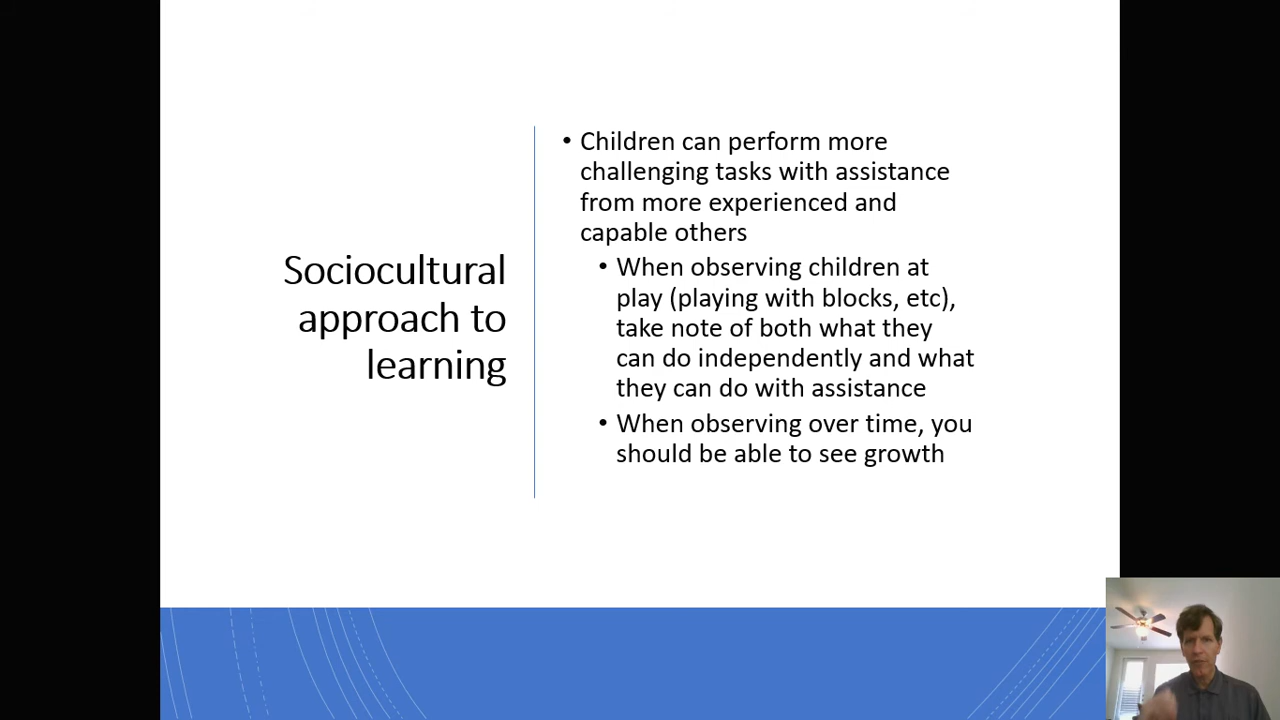 Sociocultural
approach to
learning
• Children can perform more
challenging tasks with assistance
from more experienced and
capable others
• When observing children at
play (playing with blocks, etc),
take note of both what they
can do independently and what
they can do with assistance
• When observing over time, you
should be able to see growth